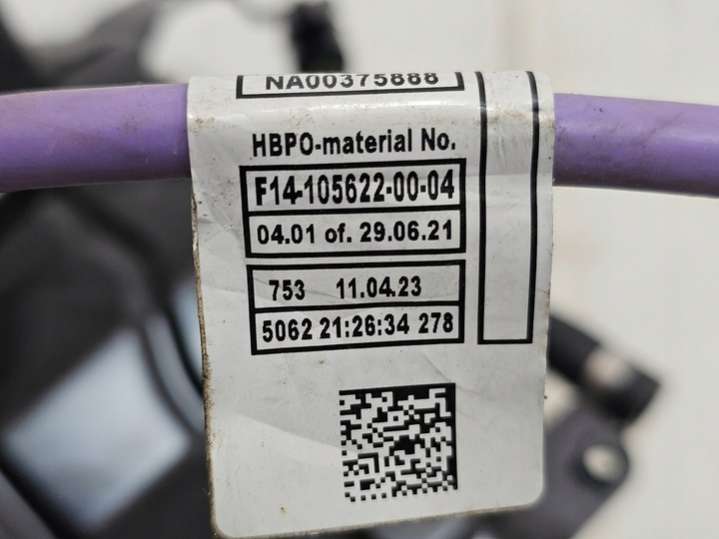 NA00375888
HBPO-material No.
F14-105622-00-04
04.01 of. 29.06.21
753 11.04.23
5062 21:26:34 278